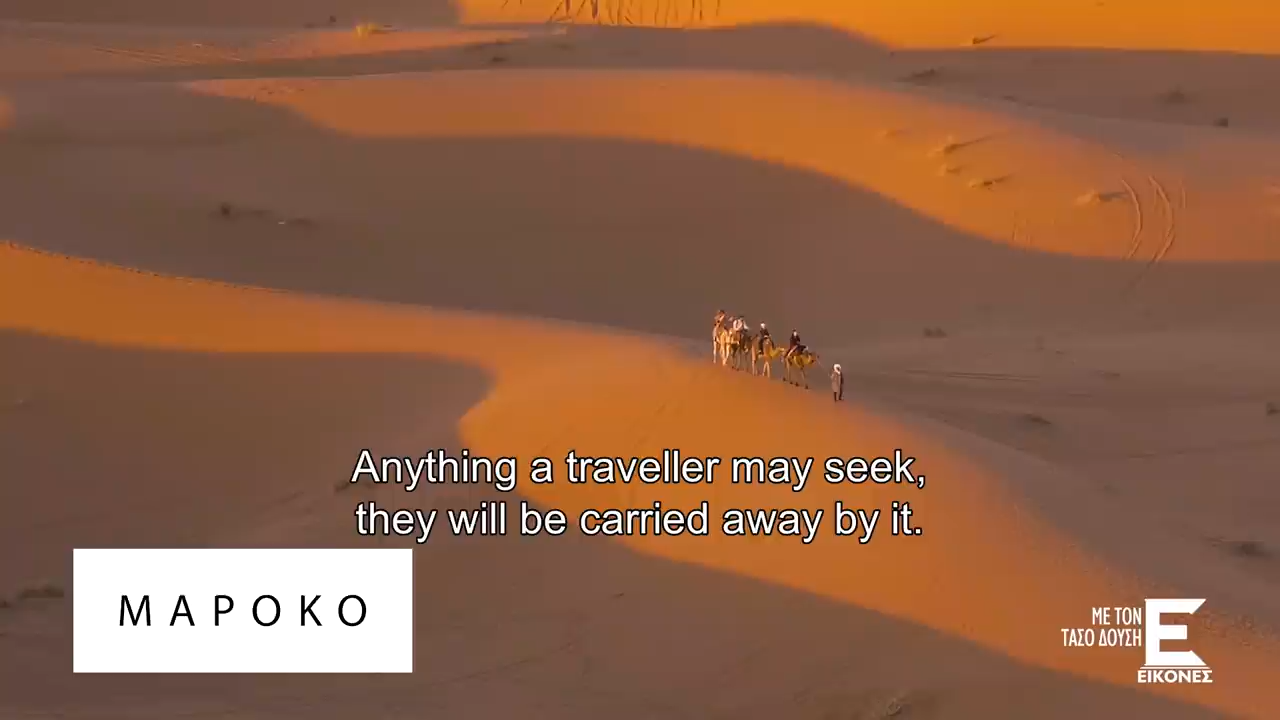 Anything a traveller may seek,
they will be carried away by it.
ΜΑΡΟΚΟ
ΜΕ ΤΟΝ
ΤΑΣΟ ΔΟΥΣΗ
Ε
ΕΙΚΟΝΕΣ